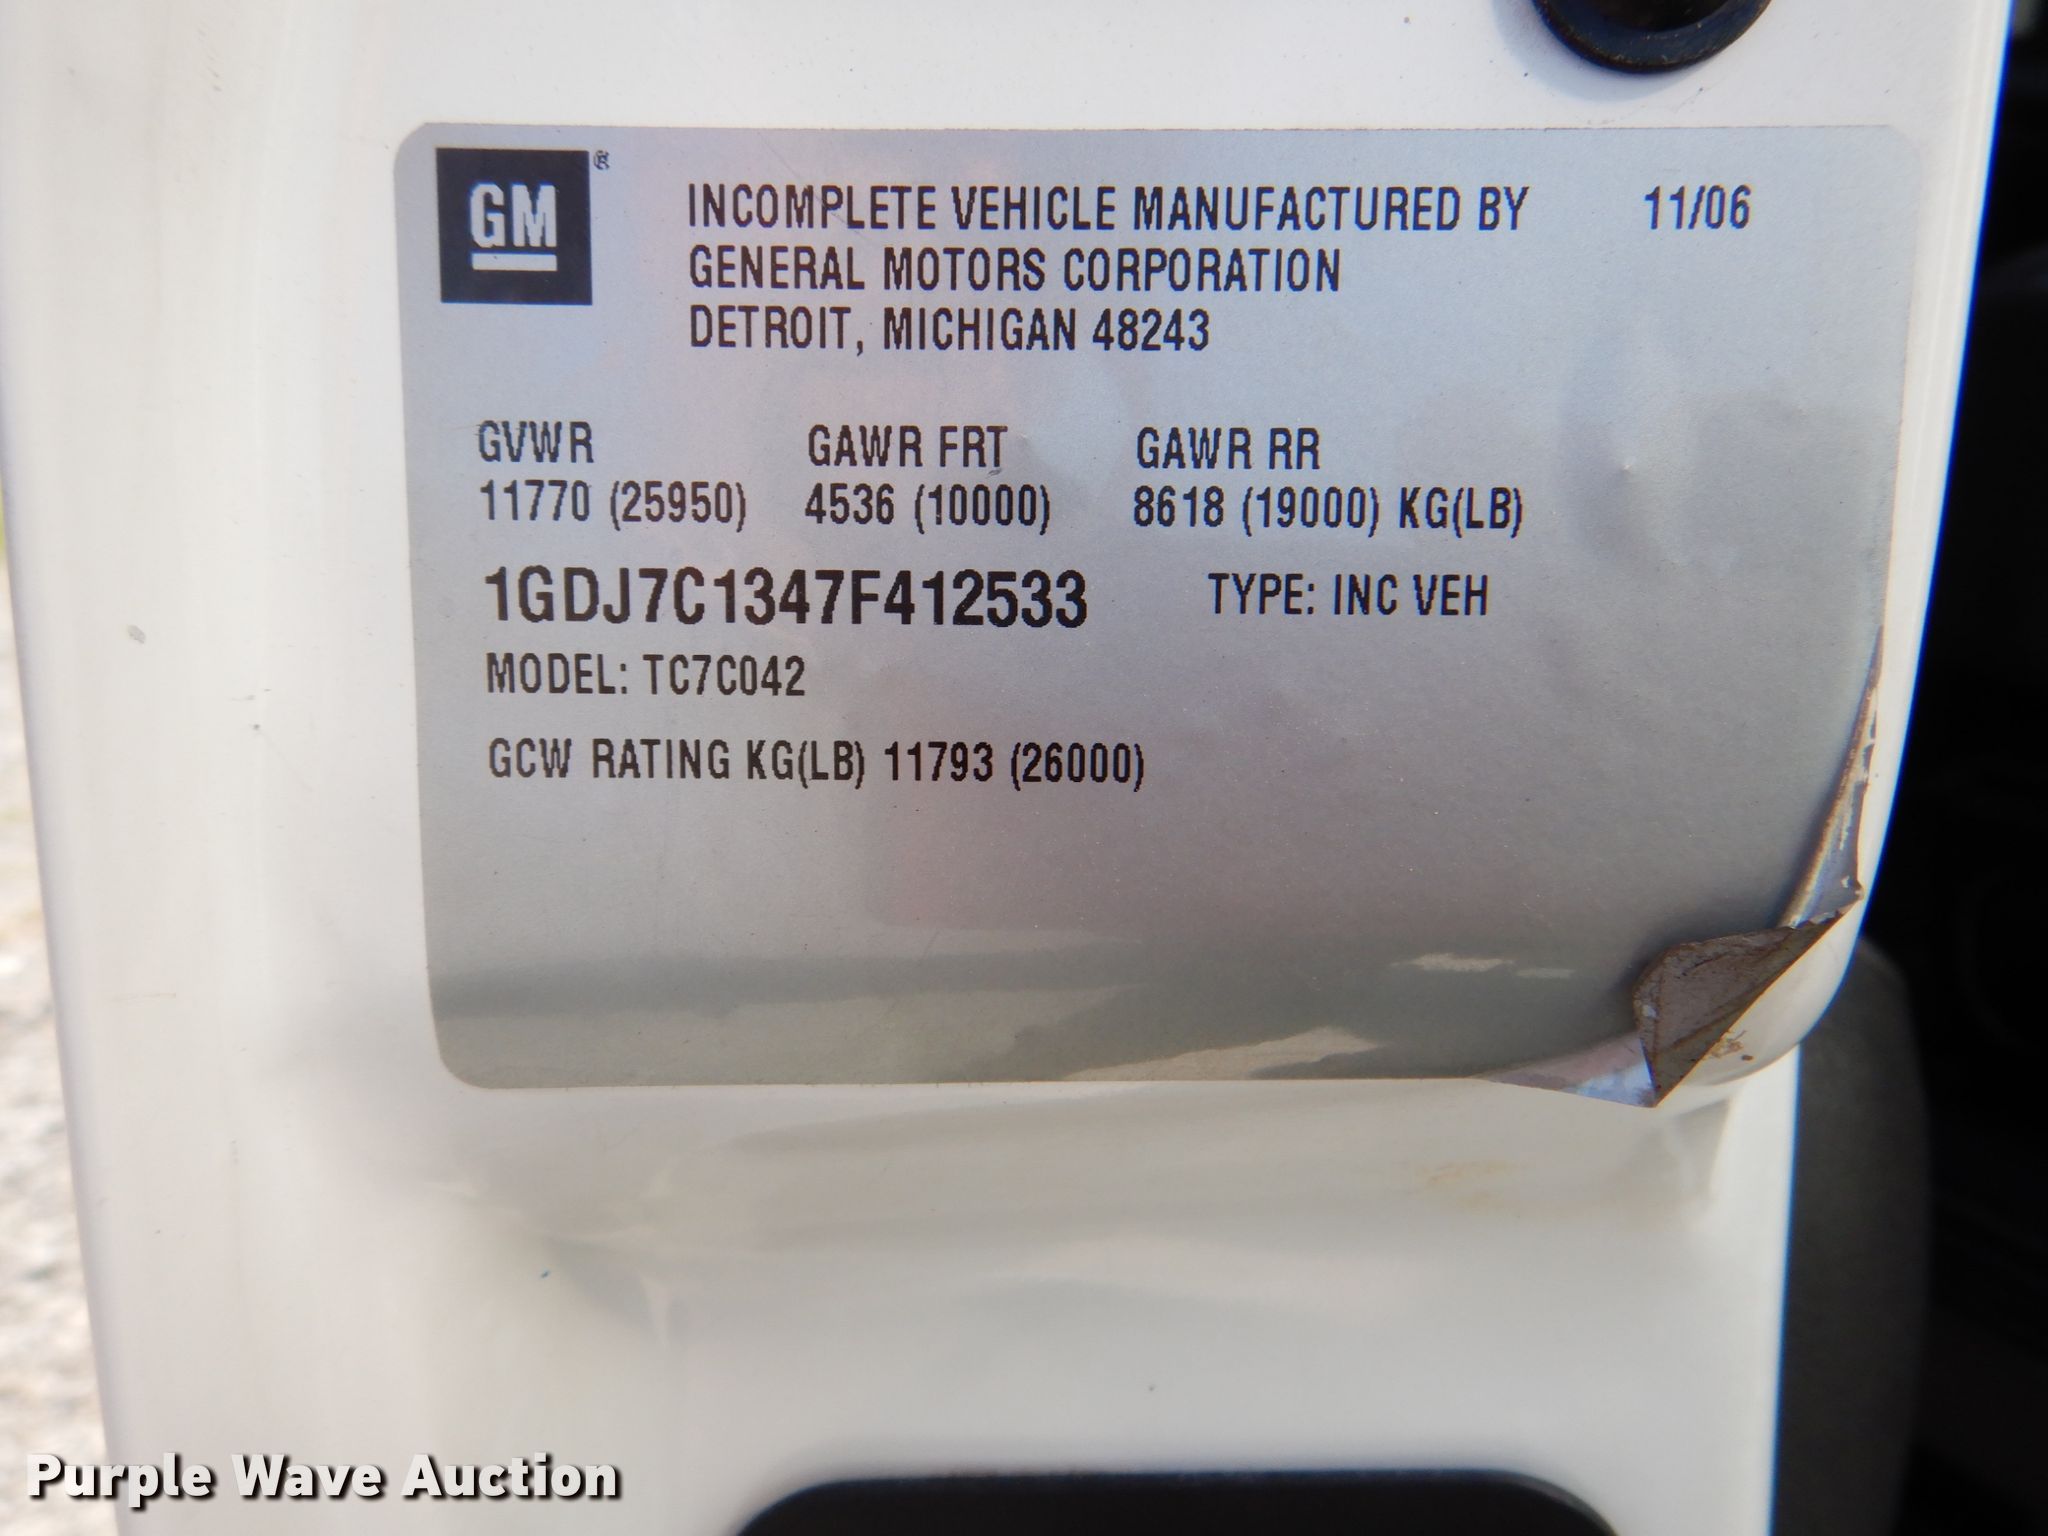 GM ®
INCOMPLETE VEHICLE MANUFACTURED BY 11/06
GENERAL MOTORS CORPORATION
DETROIT, MICHIGAN 48243
GVWR GAWR FRT GAWR RR
11770 (25950) 4536 (10000) 8618 (19000) KG(LB)
1GDJ7C1347F412533 TYPE: INC VEH
MODEL: TC7C042
GCW RATING KG(LB) 11793 (26000)
Purple Wave Auction